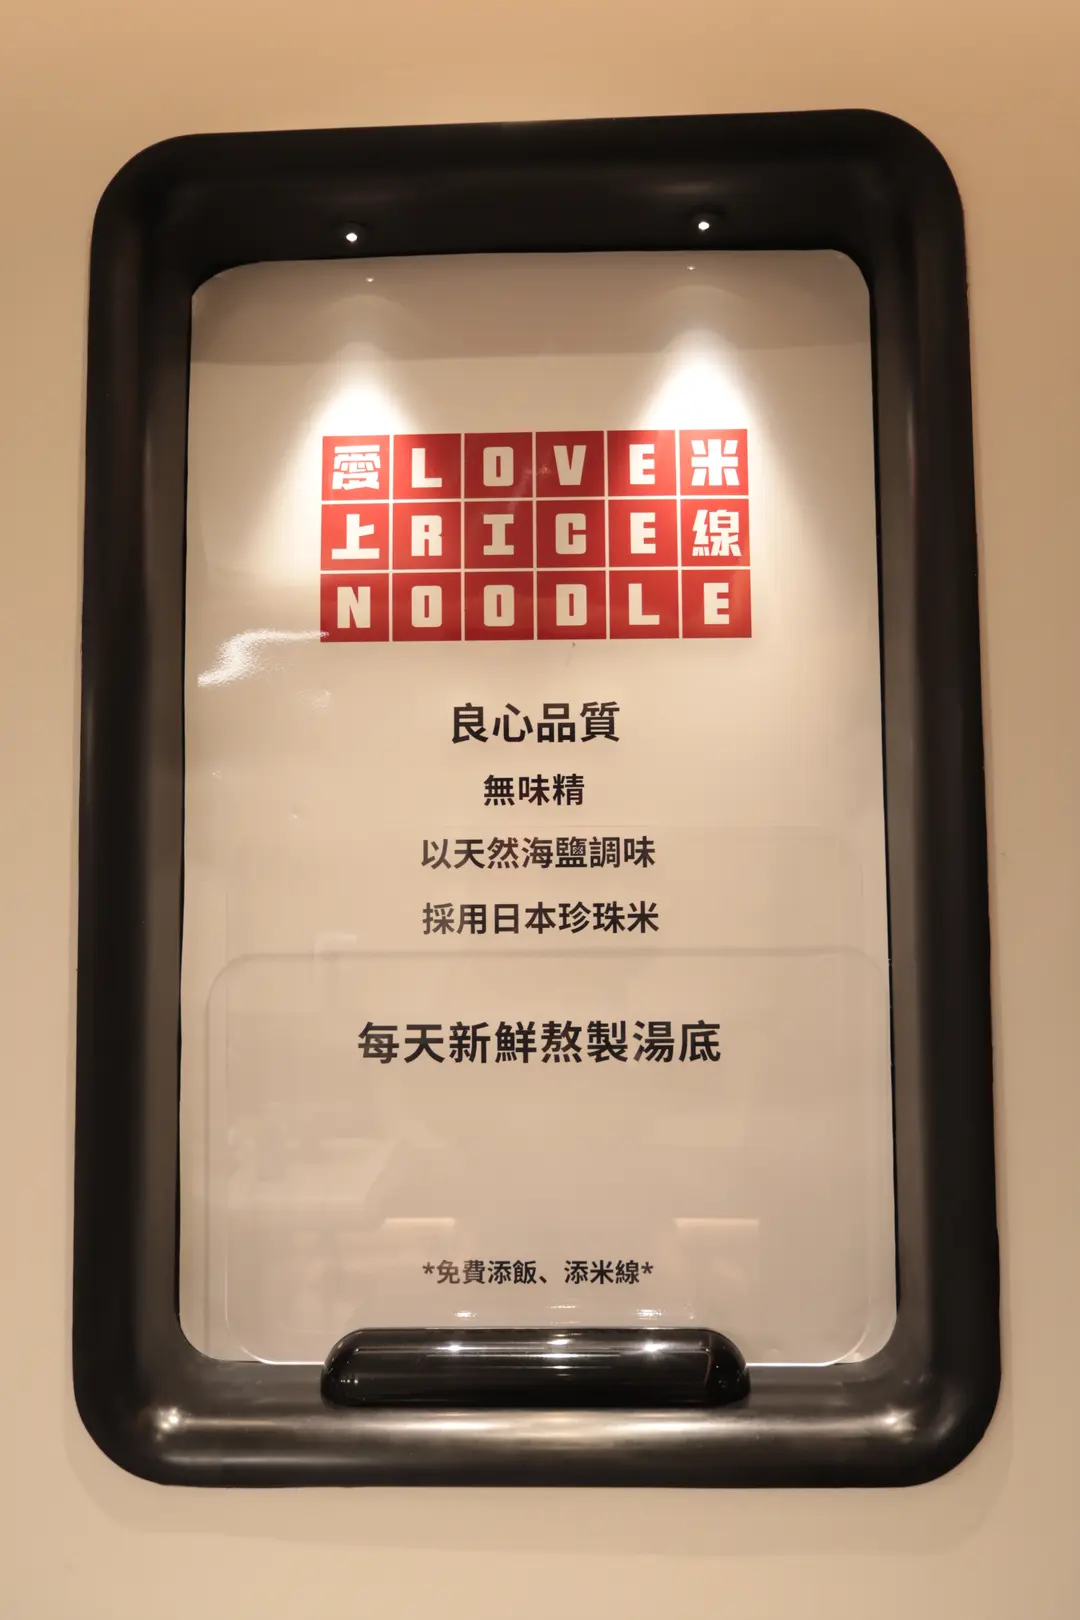 愛LOVE米
上RICE線
NOODLE
良心品質
無味精
以天然海鹽調味
採用日本珍珠米
每天新鮮熬製湯底
*免費添飯、添米線*